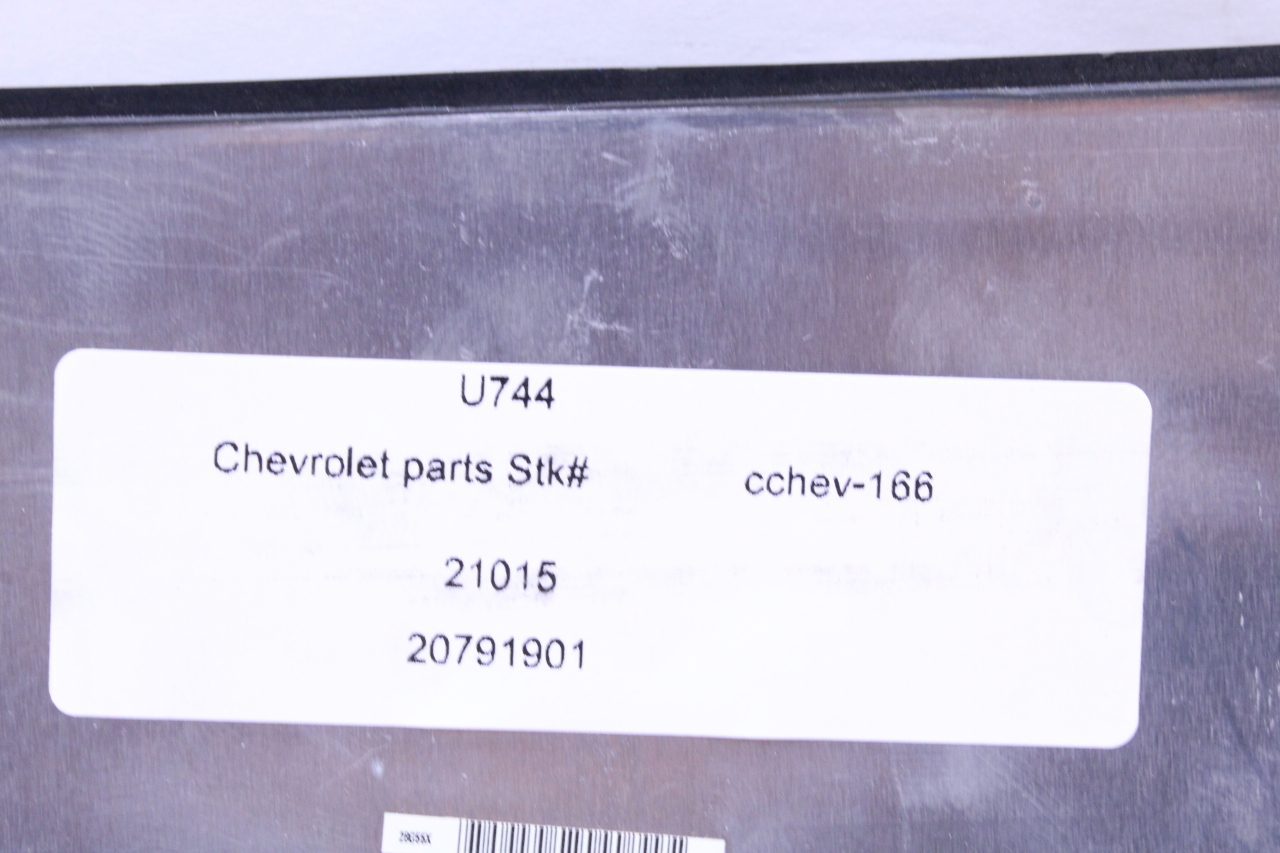 U744
Chevrolet parts Stk# cchev-166
21015
20791901